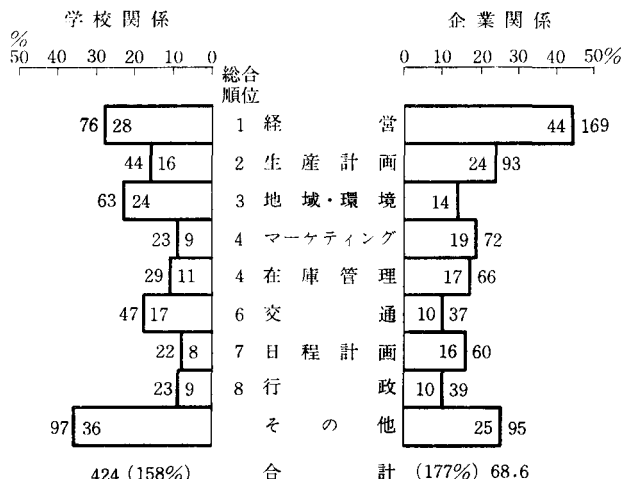 学校関係 企業関係
% 50 40 30 20 10 0 0 10 20 30 40 50%
総合
順位
76 28 1 経営 44 169
44 16 2 生産計画 24 93
63 24 3 地域・環境 14
23 9 4 マーケティング 19 72
29 11 4 在庫管理 17 66
47 17 6 交通 10 37
22 8 7 日程計画 16 60
23 9 8 行政 10 39
97 36 その他 25 95
424 (158%) 合計 (177%) 68.6